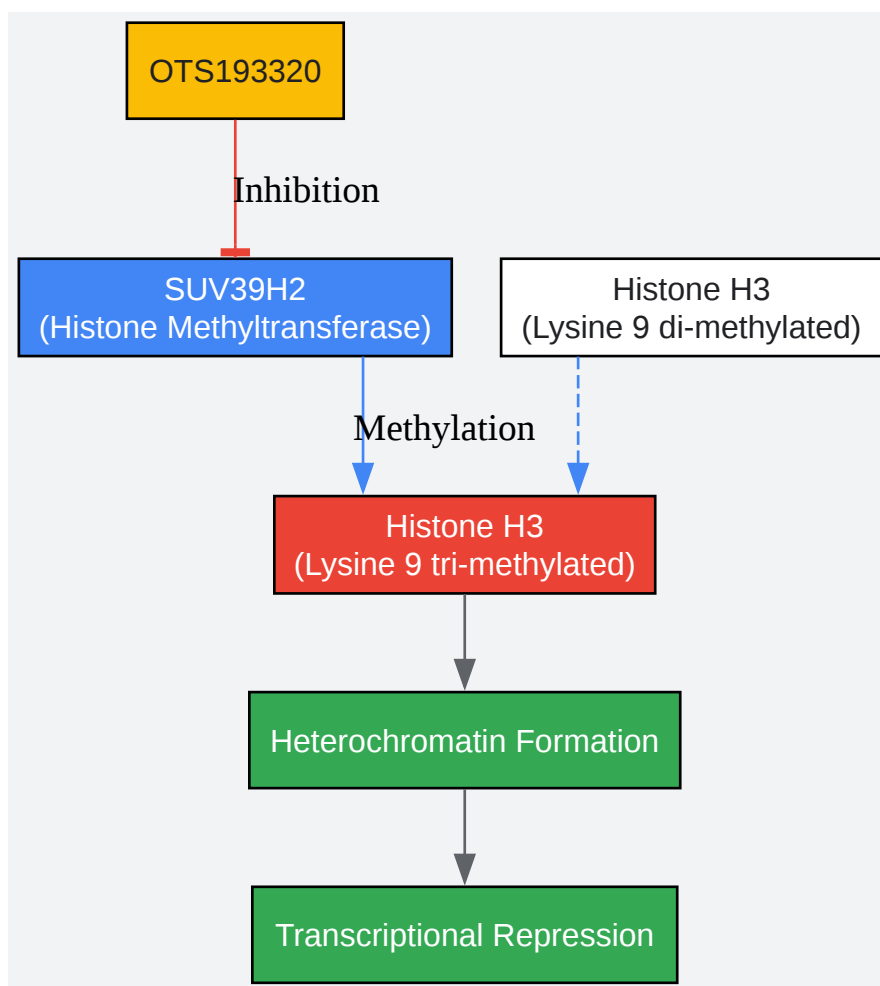 OTS193320
Inhibition
SUV39H2
(Histone Methyltransferase)
Histone H3
(Lysine 9 di-methylated)
Methylation
Histone H3
(Lysine 9 tri-methylated)
Heterochromatin Formation
Transcriptional Repression